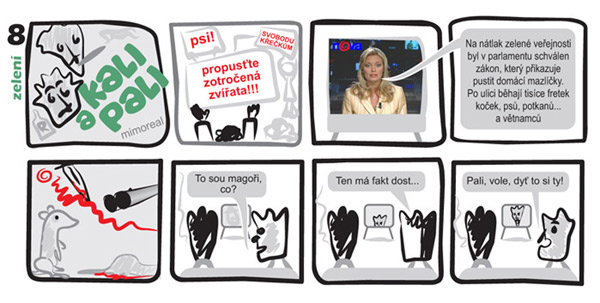 8
zelení
kali
a pali
mimoreal
psi!
SVOBODU
KŘEČKŮM
propusťte
zotročená
zvířata!!!
nova
Na nátlak zelené veřejnosti
byl v parlamentu schválen
zákon, který přikazuje
pustit domácí mazlíčky.
Po ulici běhají tisíce fretek
koček, psů, potkanů...
a větnamců
To sou magoři,
co?
Ten má fakt dost...
Pali, vole, dyť to si ty!